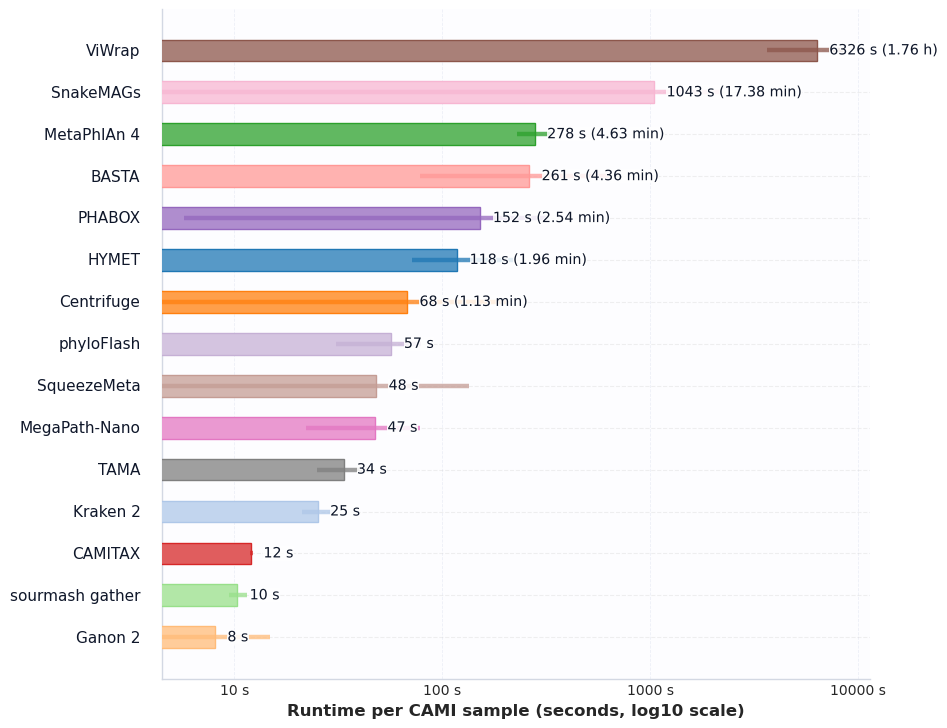 ViWrap 6326 s (1.76 h)
SnakeMAGs 1043 s (17.38 min)
MetaPhlAn 4 278 s (4.63 min)
BASTA 261 s (4.36 min)
PHABOX 152 s (2.54 min)
HYMET 118 s (1.96 min)
Centrifuge 68 s (1.13 min)
phyloFlash 57 s
SqueezeMeta 48 s
MegaPath-Nano 47 s
TAMA 34 s
Kraken 2 25 s
CAMITAX 12 s
sourmash gather 10 s
Ganon 2 8 s
10 s 100 s 1000 s 10000 s
Runtime per CAMI sample (seconds, log10 scale)